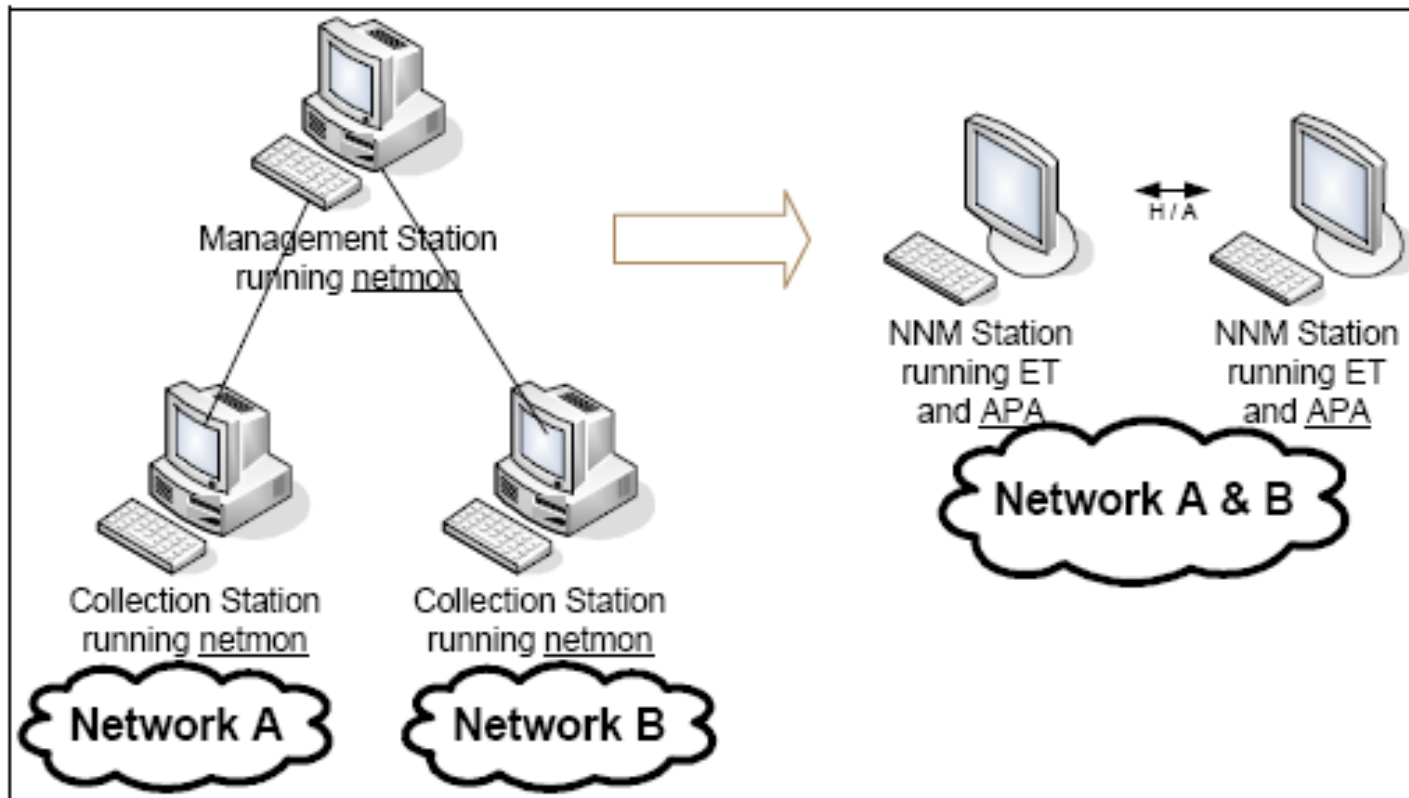 Management Station
running netmon
Collection Station
running netmon
Network A
Collection Station
running netmon
Network B
H / A
NNM Station
running ET
and APA
NNM Station
running ET
and APA
Network A & B